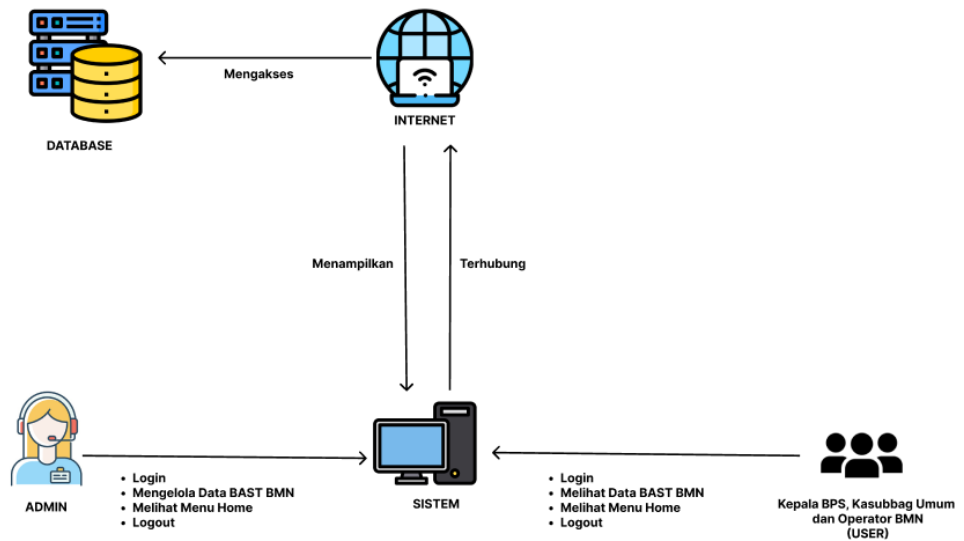 Mengakses
INTERNET
DATABASE
Menampilkan
Terhubung
ADMIN
• Login
• Mengelola Data BAST BMN
• Melihat Menu Home
• Logout
SISTEM
• Login
• Melihat Data BAST BMN
• Melihat Menu Home
• Logout
Kepala BPS, Kasubbag Umum
dan Operator BMN
(USER)